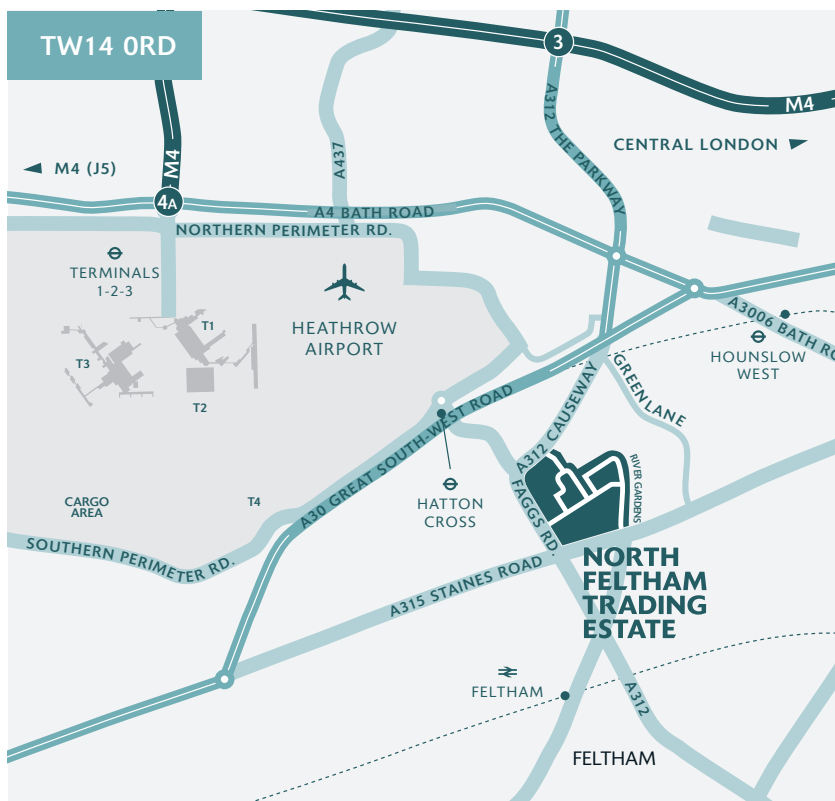 TW14 0RD
3
M4
A312 THE PARKWAY
CENTRAL LONDON
M4
A437
M4 (J5)
4A
A4 BATH ROAD
NORTHERN PERIMETER RD.
TERMINALS
1-2-3
HEATHROW
AIRPORT
A3006 BATH RO
T1
T3
T2
HOUNSLOW
WEST
GREEN LANE
A312 CAUSEWAY
A30 GREAT SOUTH-WEST ROAD
RIVER GARDENS
FAGGS RD.
HATTON
CROSS
CARGO
AREA
T4
SOUTHERN PERIMETER RD.
NORTH
FELTHAM
TRADING
ESTATE
A315 STAINES ROAD
FELTHAM
A312
FELTHAM